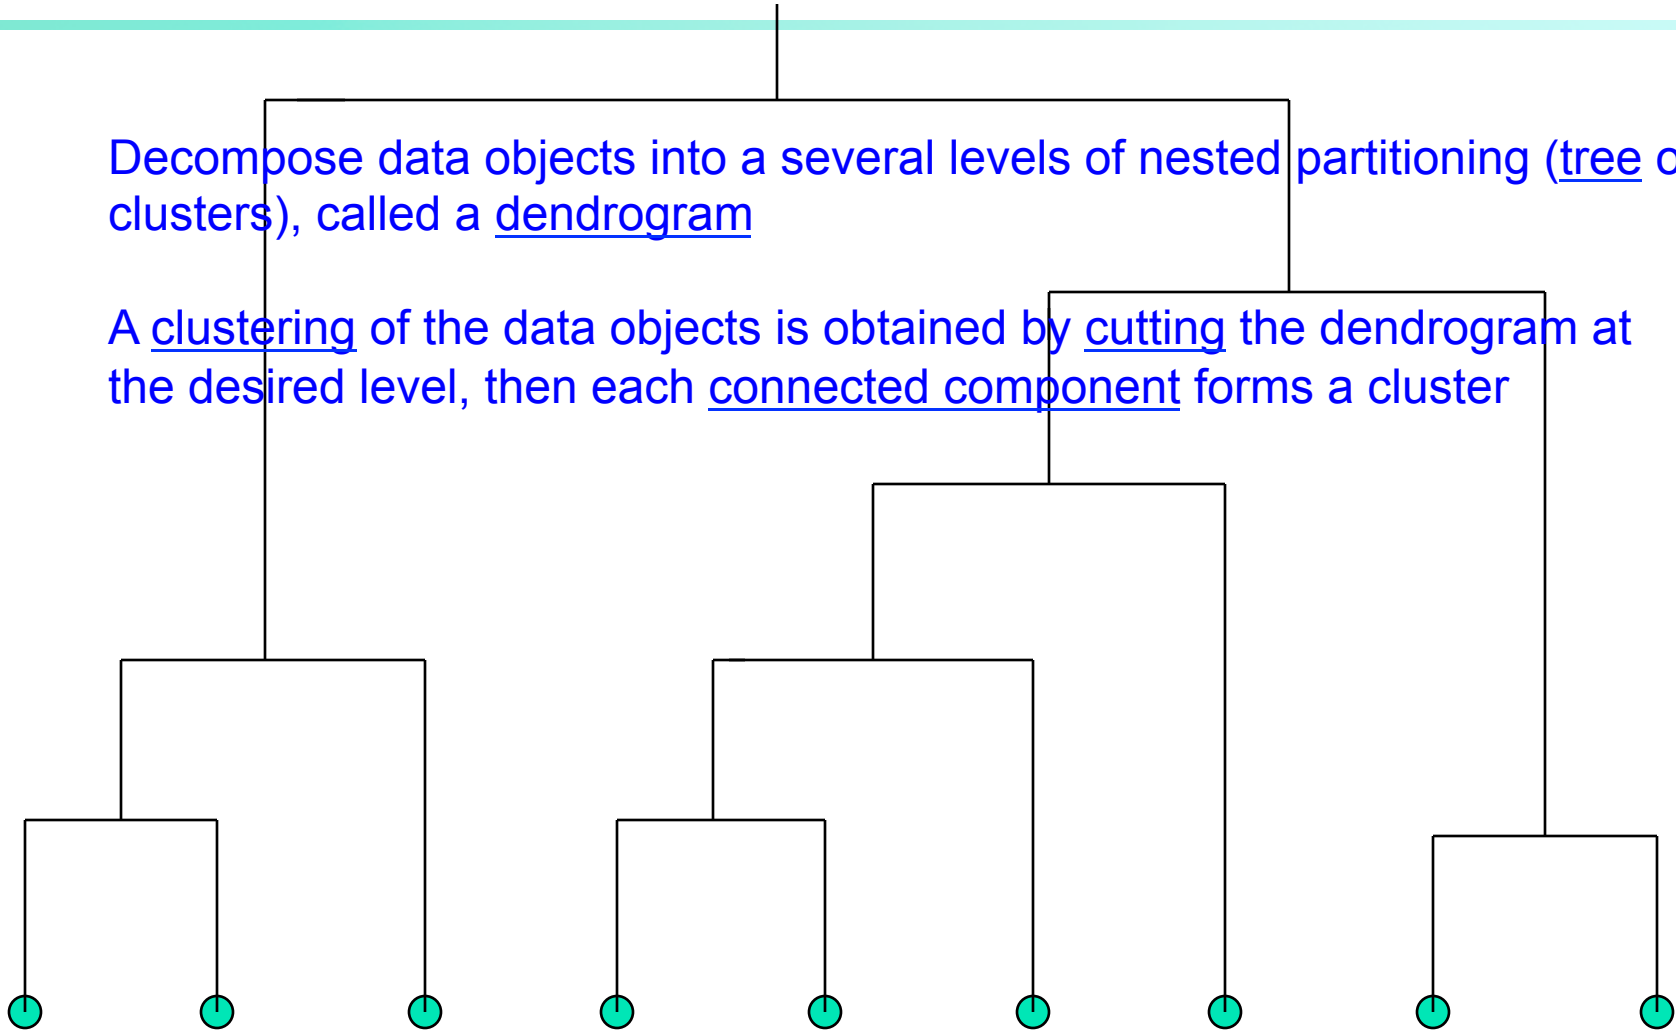 Decompose data objects into a several levels of nested partitioning (tree o
clusters), called a dendrogram
A clustering of the data objects is obtained by cutting the dendrogram at
the desired level, then each connected component forms a cluster